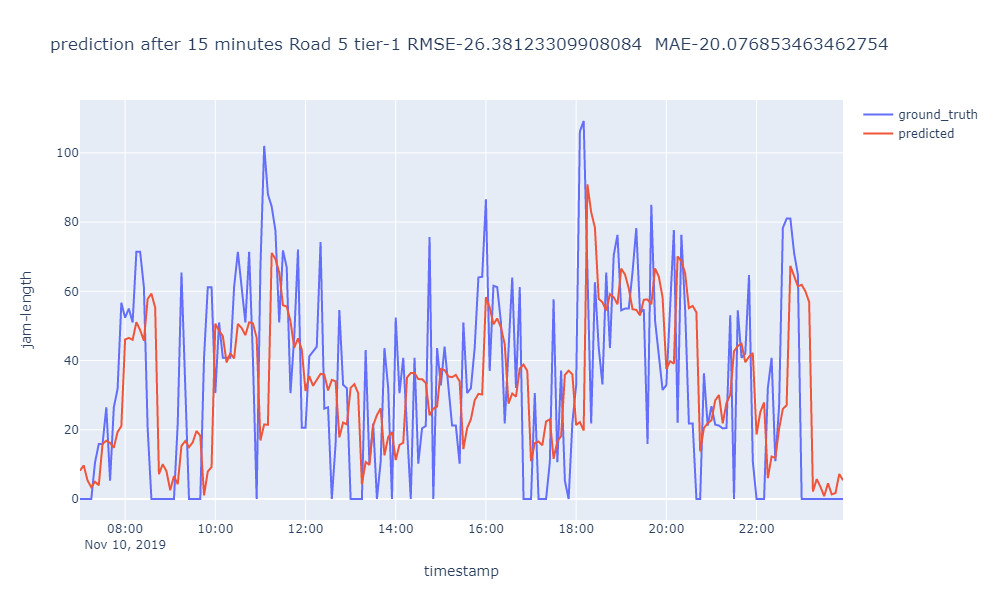 prediction after 15 minutes Road 5 tier-1 RMSE-26.38123309908084  MAE-20.076853463462754
ground_truth
predicted
100
80
60
40
20
0
jam-length
08:00 10:00 12:00 14:00 16:00 18:00 20:00 22:00
Nov 10, 2019
timestamp